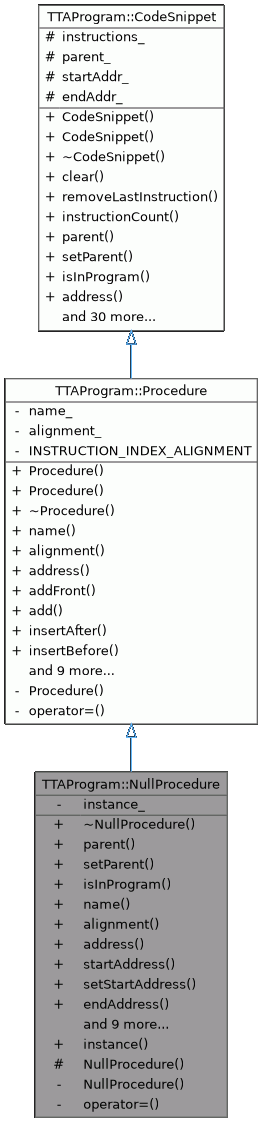 TTAProgram::CodeSnippet
# instructions_
# parent_
# startAddr_
# endAddr_
+ CodeSnippet()
+ CodeSnippet()
+ ~CodeSnippet()
+ clear()
+ removeLastInstruction()
+ instructionCount()
+ parent()
+ setParent()
+ isInProgram()
+ address()
and 30 more...
TTAProgram::Procedure
- name_
- alignment_
- INSTRUCTION_INDEX_ALIGNMENT
+ Procedure()
+ Procedure()
+ ~Procedure()
+ name()
+ alignment()
+ address()
+ addFront()
+ add()
+ insertAfter()
+ insertBefore()
and 9 more...
- Procedure()
- operator=()
TTAProgram::NullProcedure
- instance_
+ ~NullProcedure()
+ parent()
+ setParent()
+ isInProgram()
+ name()
+ alignment()
+ address()
+ startAddress()
+ setStartAddress()
+ endAddress()
and 9 more...
+ instance()
# NullProcedure()
- NullProcedure()
- operator=()